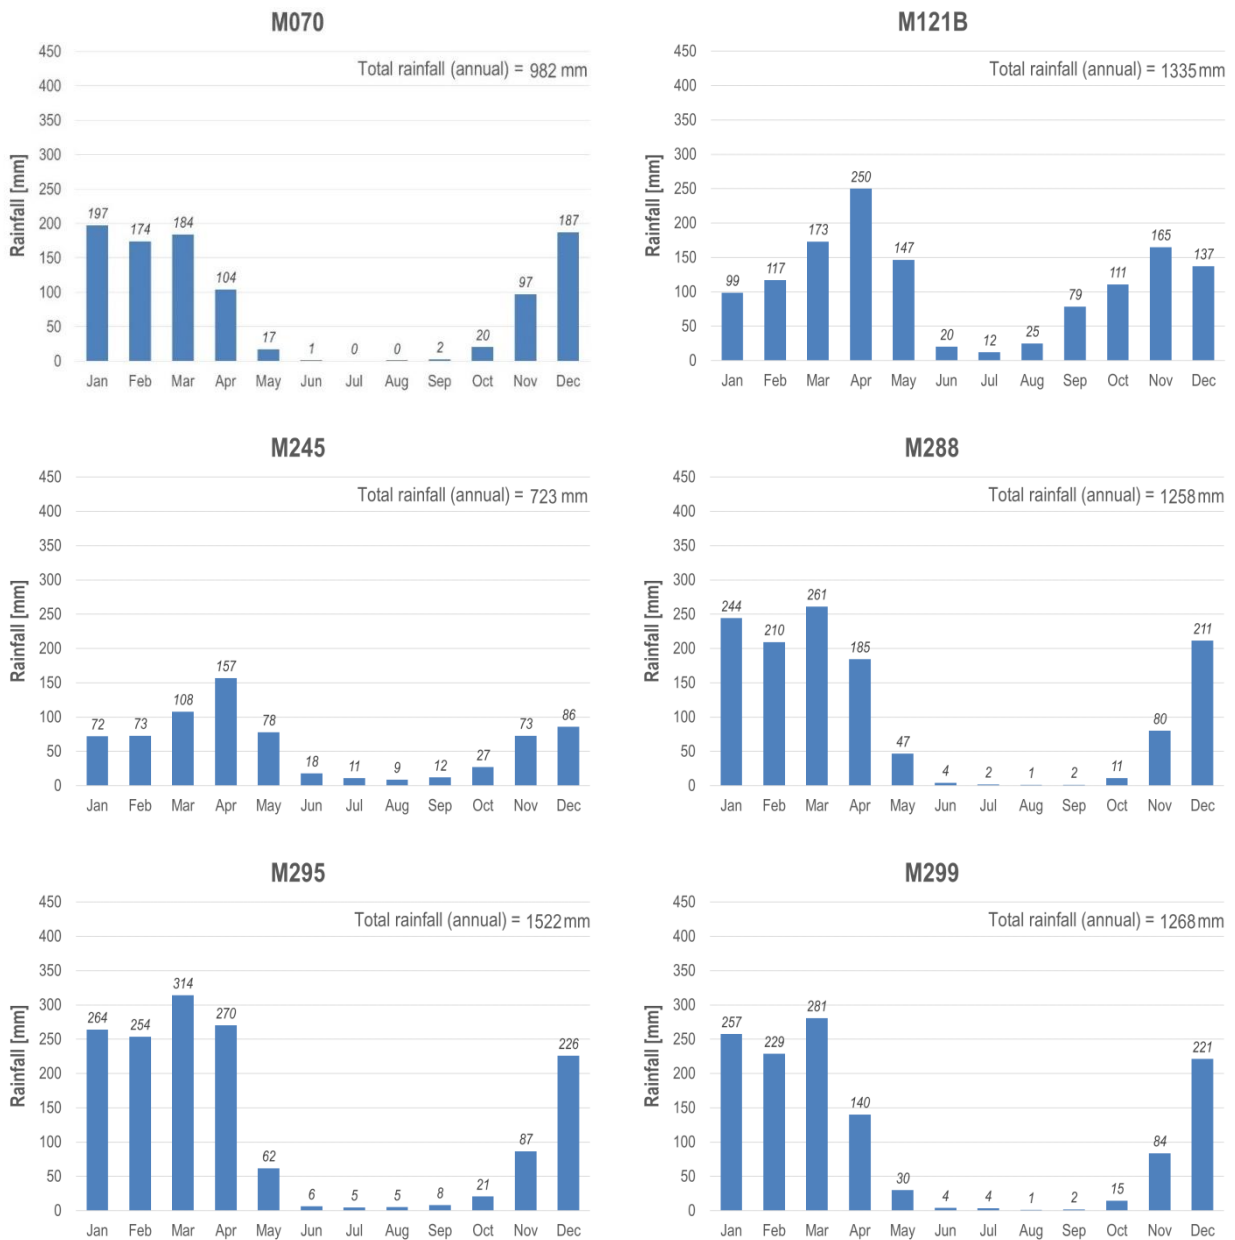 M070
Total rainfall (annual) = 982 mm
Rainfall [mm]
450
400
350
300
250
200
150
100
50
0
197 174 184 104 17 1 0 0 2 20 97 187
Jan Feb Mar Apr May Jun Jul Aug Sep Oct Nov Dec
M121B
Total rainfall (annual) = 1335 mm
Rainfall [mm]
450
400
350
300
250
200
150
100
50
0
99 117 173 250 147 20 12 25 79 111 165 137
Jan Feb Mar Apr May Jun Jul Aug Sep Oct Nov Dec
M245
Total rainfall (annual) = 723 mm
Rainfall [mm]
450
400
350
300
250
200
150
100
50
0
72 73 108 157 78 18 11 9 12 27 73 86
Jan Feb Mar Apr May Jun Jul Aug Sep Oct Nov Dec
M288
Total rainfall (annual) = 1258 mm
Rainfall [mm]
450
400
350
300
250
200
150
100
50
0
244 210 261 185 47 4 2 1 2 11 80 211
Jan Feb Mar Apr May Jun Jul Aug Sep Oct Nov Dec
M295
Total rainfall (annual) = 1522 mm
Rainfall [mm]
450
400
350
300
250
200
150
100
50
0
264 254 314 270 62 6 5 5 8 21 87 226
Jan Feb Mar Apr May Jun Jul Aug Sep Oct Nov Dec
M299
Total rainfall (annual) = 1268 mm
Rainfall [mm]
450
400
350
300
250
200
150
100
50
0
257 229 281 140 30 4 4 1 2 15 84 221
Jan Feb Mar Apr May Jun Jul Aug Sep Oct Nov Dec